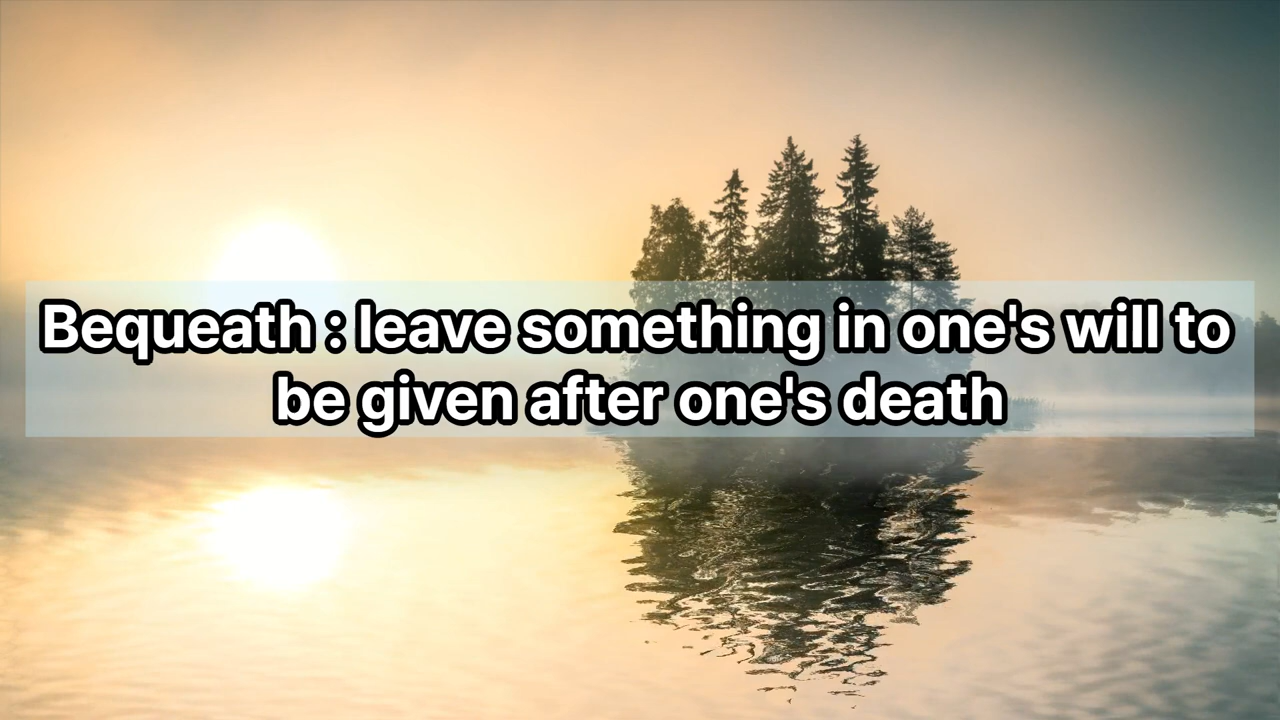 Bequeath : leave something in one's will to
be given after one's death